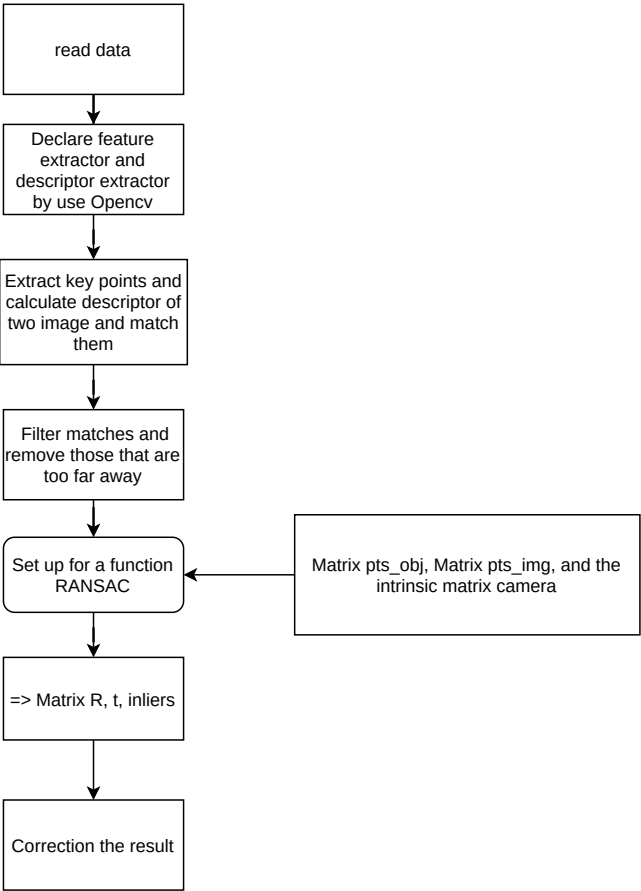 read data
Declare feature
extractor and
descriptor extractor
by use Opencv
Extract key points and
calculate descriptor of
two image and match
them
Filter matches and
remove those that are
too far away
Set up for a function
RANSAC
Matrix pts_obj, Matrix pts_img, and the
intrinsic matrix camera
=> Matrix R, t, inliers
Correction the result